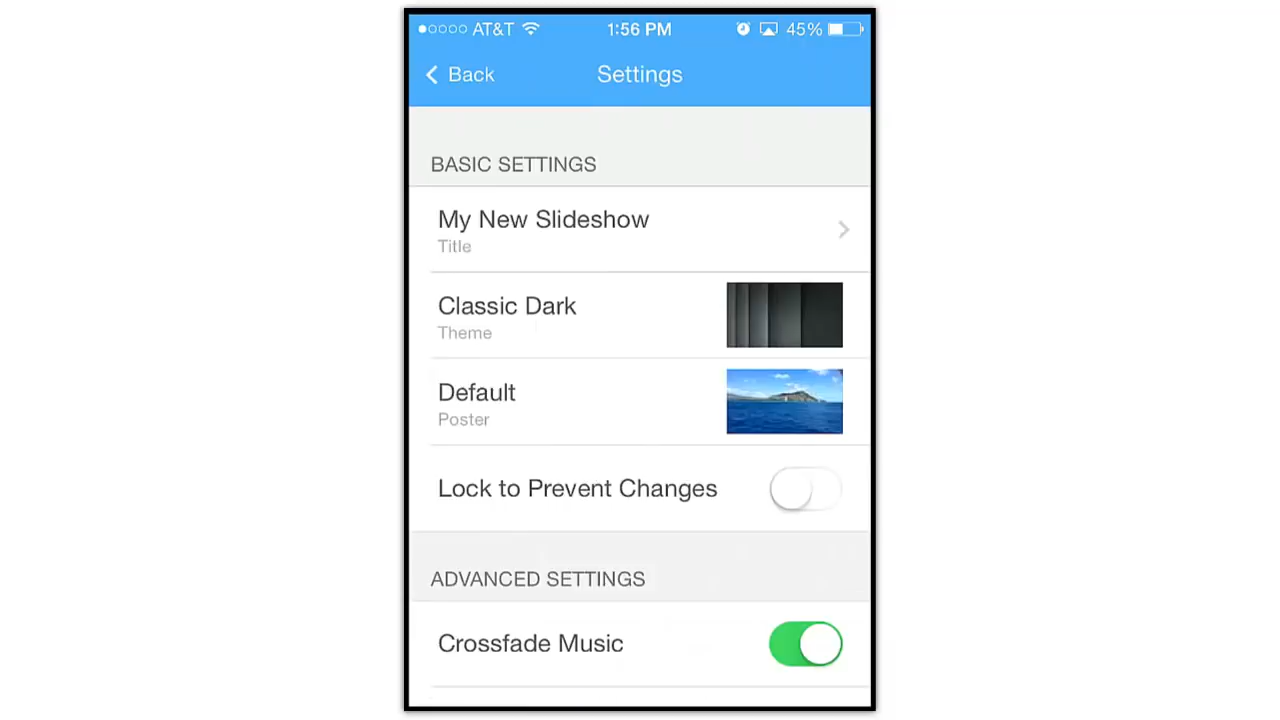 AT&T 1:56 PM 45%
Back Settings
BASIC SETTINGS
My New Slideshow
Title
Classic Dark
Theme
Default
Poster
Lock to Prevent Changes
ADVANCED SETTINGS
Crossfade Music